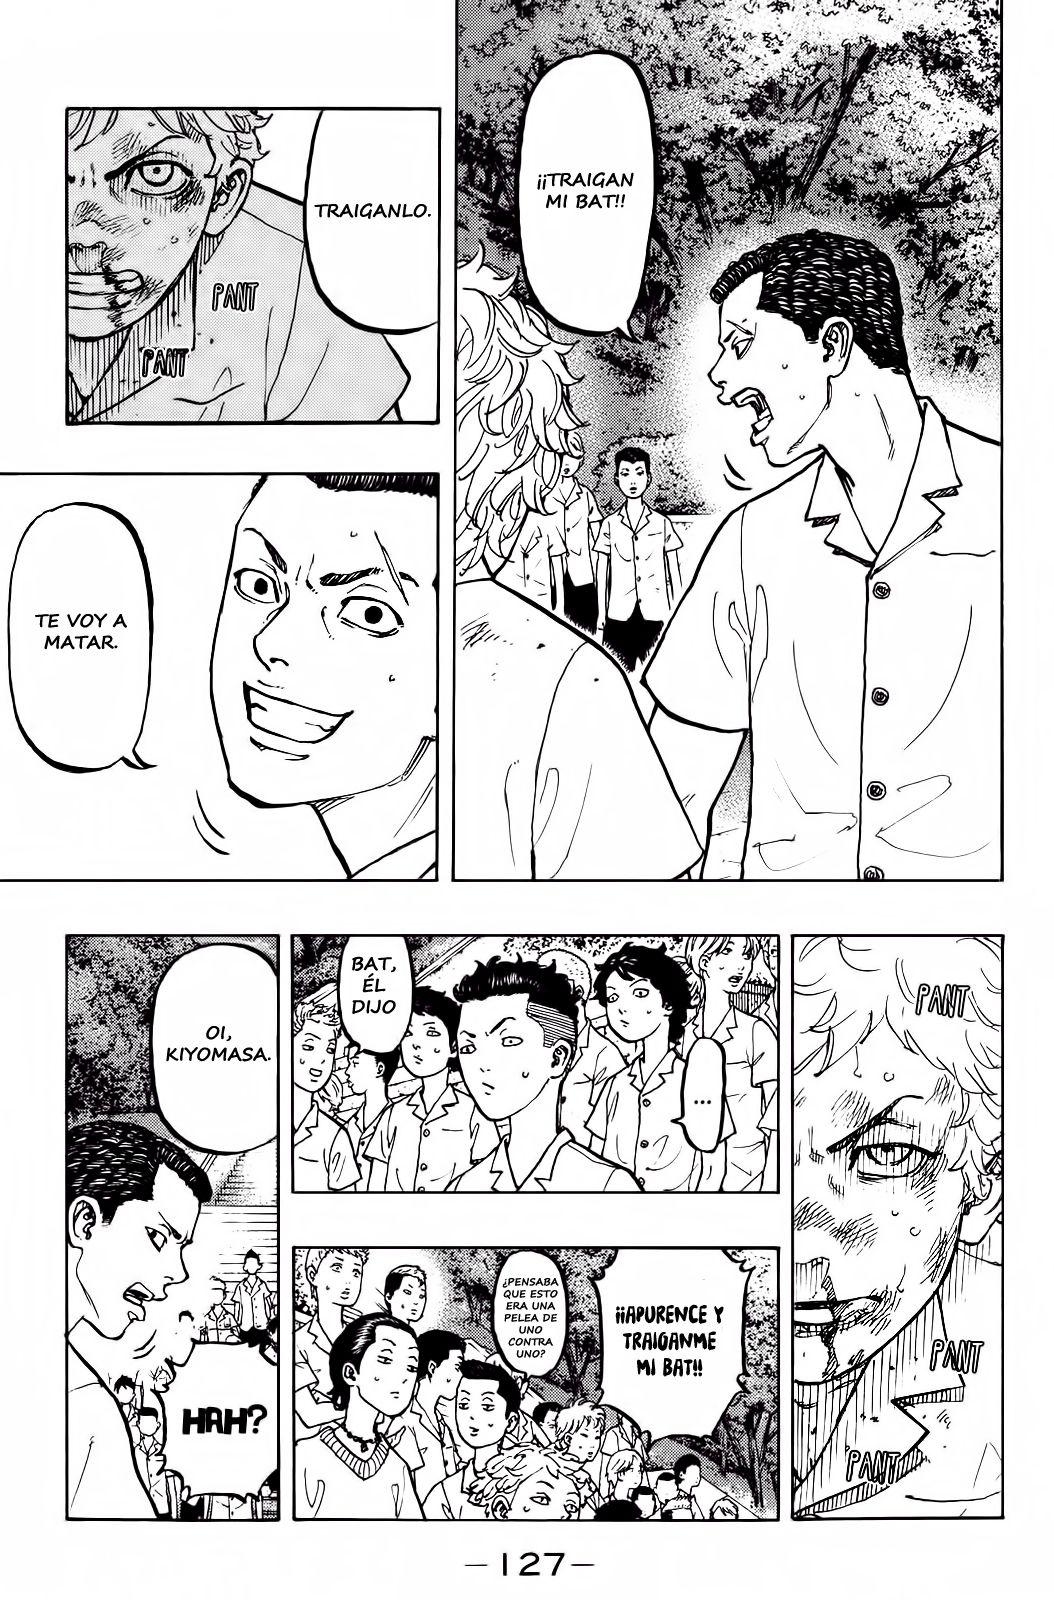 ¡¡TRAIGAN
MI BAT!!
TRAIGANLO.
PANT
PANT
TE VOY A
MATAR.
PANT
PANT
PANT
BAT,
ÉL
DIJO
...
¡¡APURENCE Y
TRAIGANME
MI BAT!!
¿PENSABA
QUE ESTO
ERA UNA
PELEA DE
UNO
CONTRA
UNO?
OI,
KIYOMASA.
HAH?
—127—